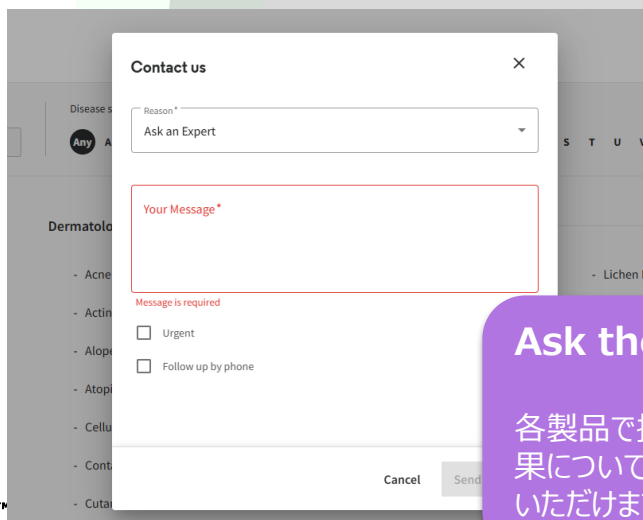 Contact us
Disease s
Reason *
Ask an Expert
Any A
S T U V
Your Message *
Dermatolo
- Acne
- Lichen
Message is required
- Actin
Urgent
Ask the
- Alope
Follow up by phone
- Atopi
各製品で
- Cellu
果について
- Conta
Cancel
Send
いただけま
- Cutan